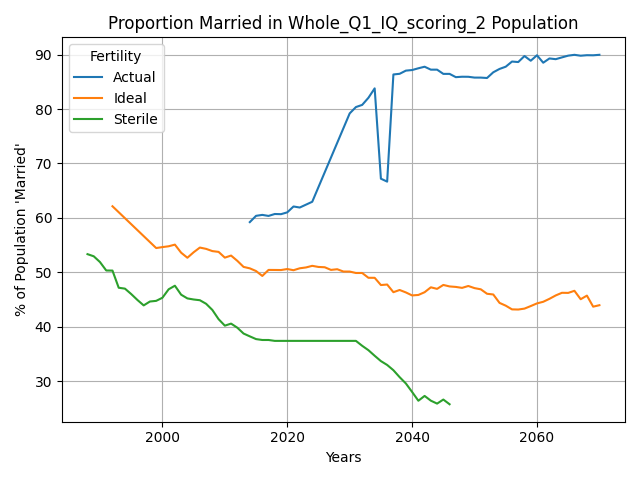 Proportion Married in Whole_Q1_IQ_scoring_2 Population
% of Population 'Married'
90
80
70
60
50
40
30
Fertility
Actual
Ideal
Sterile
2000 2020 2040 2060
Years